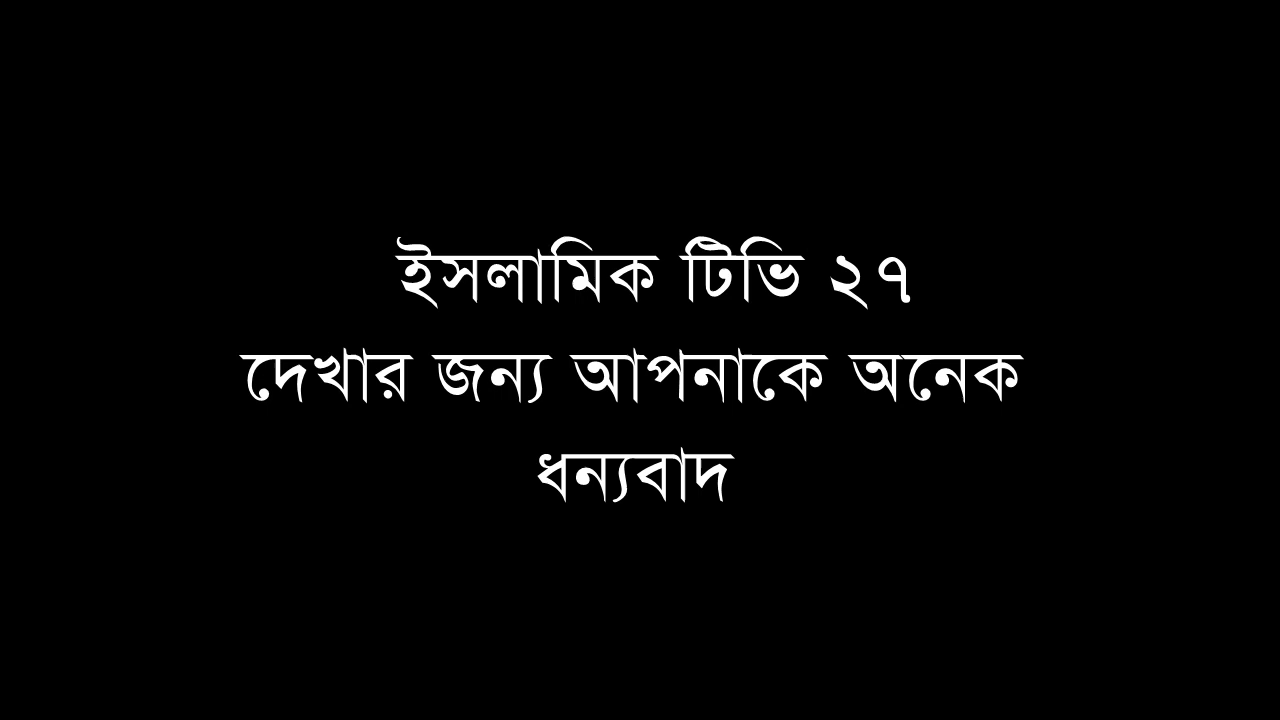 ইসলামিক টিভি ২৭
দেখার জন্য আপনাকে অনেক
ধন্যবাদ